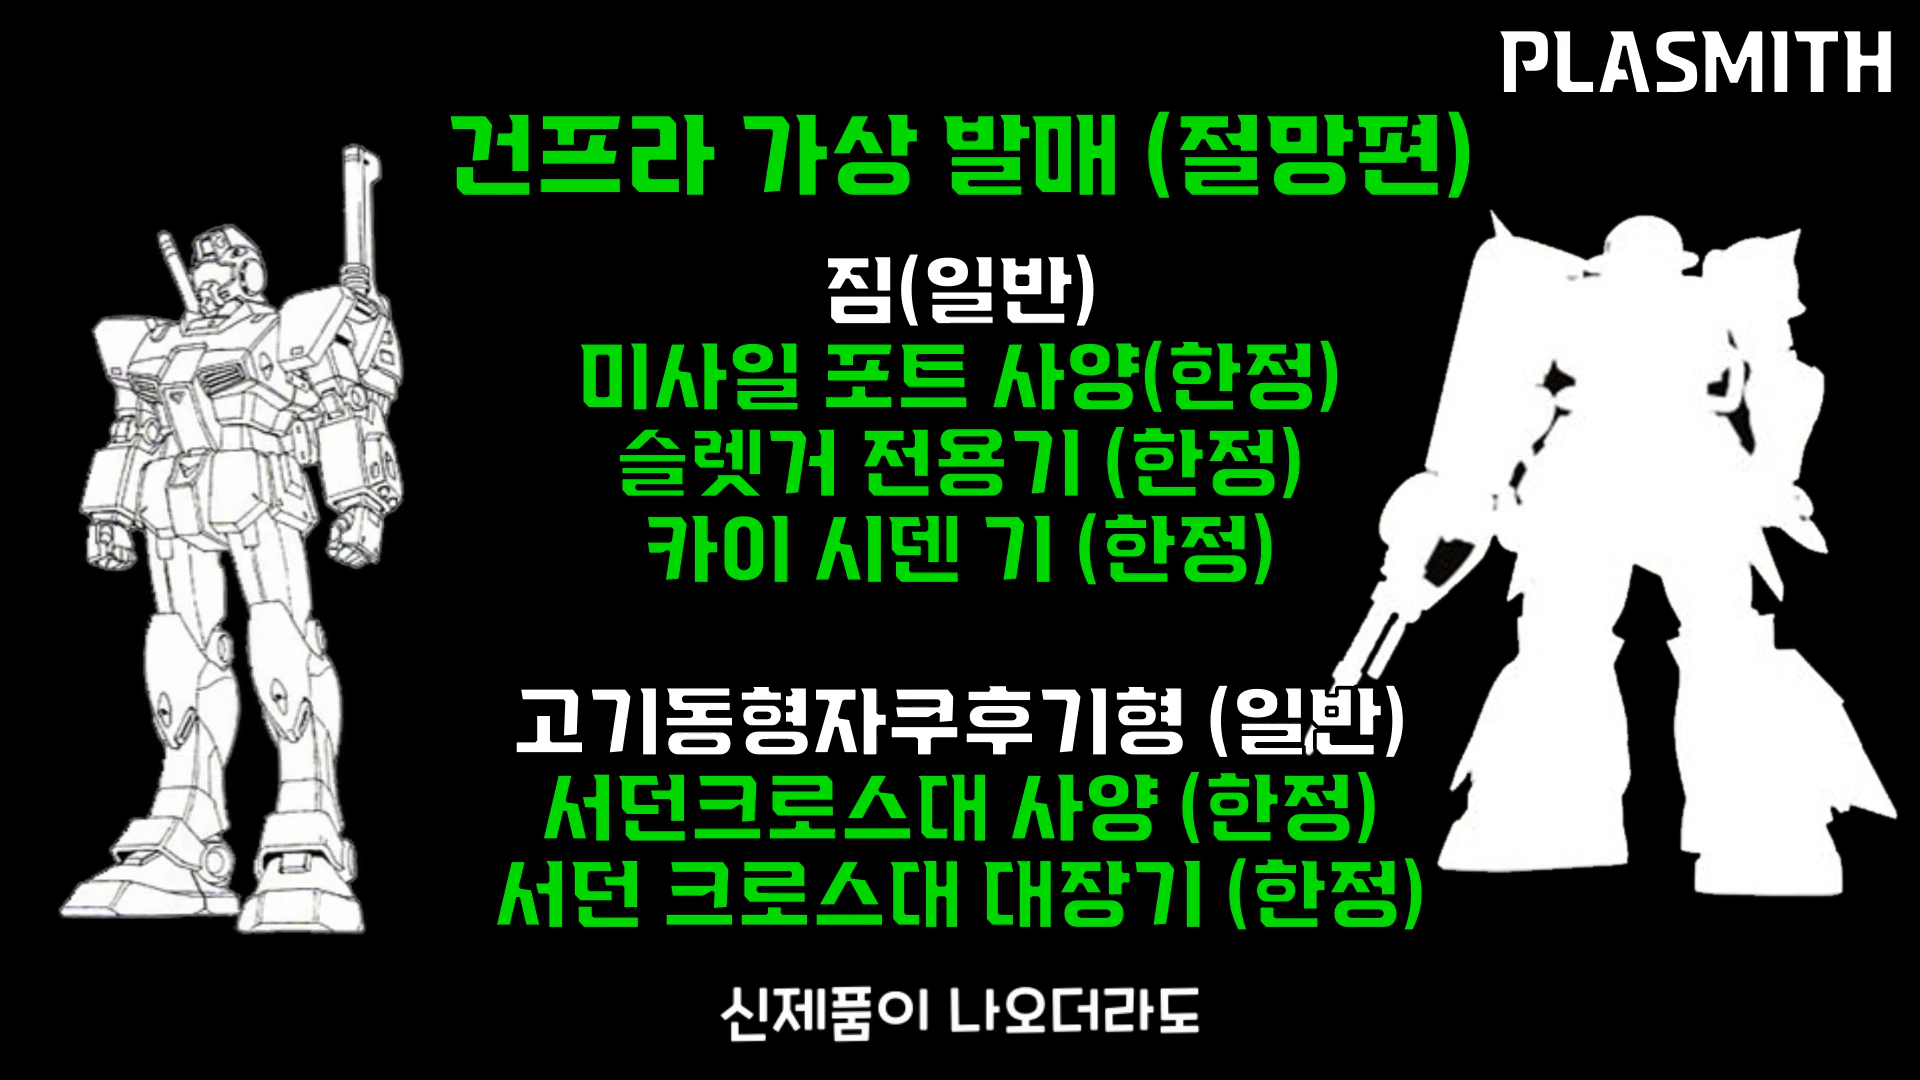 PLASMITH
건프라 가상 발매 (절망편)
짐(일반)
미사일 포트 사양(한정)
슬렛거 전용기 (한정)
카이 시덴 기 (한정)
고기동형자쿠후기형 (일반)
서던크로스대 사양 (한정)
서던 크로스대 대장기 (한정)
신제품이 나오더라도